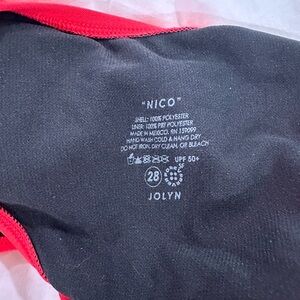 "NICO"
SHELL: 100% POLYESTER
LINER: 100% PBT POLYESTER
MADE IN MEXICO. RN 159099
HAND WASH COLD & HANG DRY
DO NOT IRON, DRY CLEAN, OR BLEACH
UPF 50+
28
JOLYN